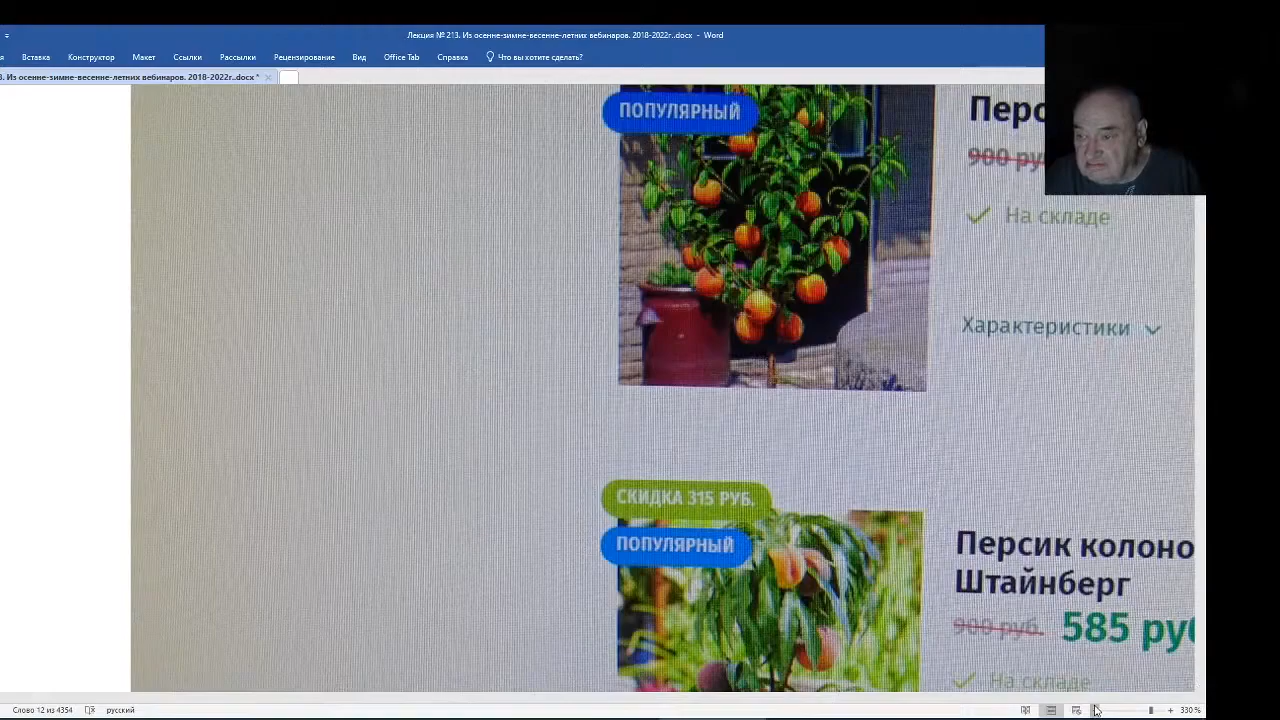 Лекция № 213. Из осенне-зимне-весенне-летних вебинаров. 2018-2022г..docx - Word
Вставка Конструктор Макет Ссылки Рассылки Рецензирование Вид Office Tab Справка Что вы хотите сделать?
. Из осенне-зимне-весенне-летних вебинаров. 2018-2022г..docx *
ПОПУЛЯРНЫЙ
Перс
900 ру
На складе
Характеристики
СКИДКА 315 РУБ.
ПОПУЛЯРНЫЙ
Персик колоно
Штайнберг
900 руб. 585 руб
На складе
Слово 12 из 4354 русский 330 %